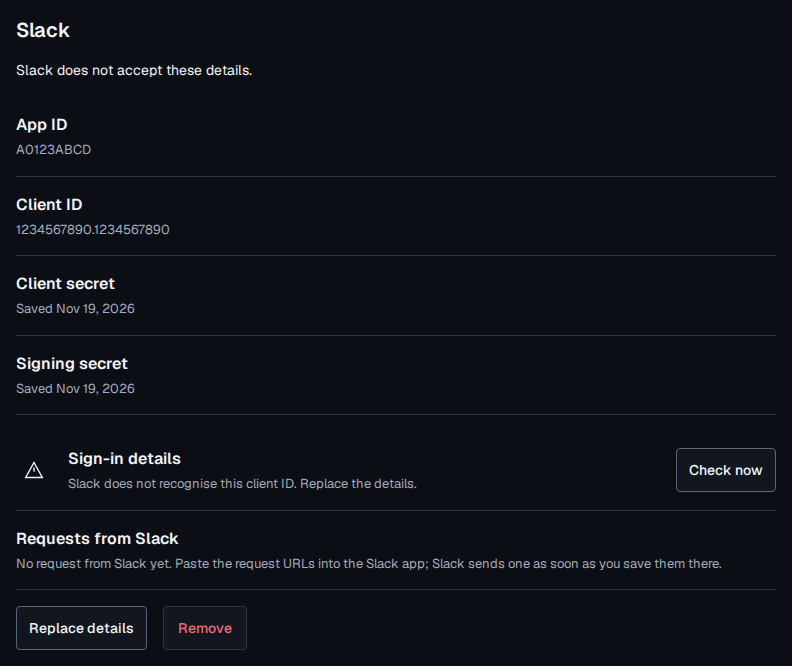 Slack
Slack does not accept these details.
App ID
A0123ABCD
Client ID
1234567890.1234567890
Client secret
Saved Nov 19, 2026
Signing secret
Saved Nov 19, 2026
Sign-in details
Slack does not recognise this client ID. Replace the details.
Check now
Requests from Slack
No request from Slack yet. Paste the request URLs into the Slack app; Slack sends one as soon as you save them there.
Replace details
Remove